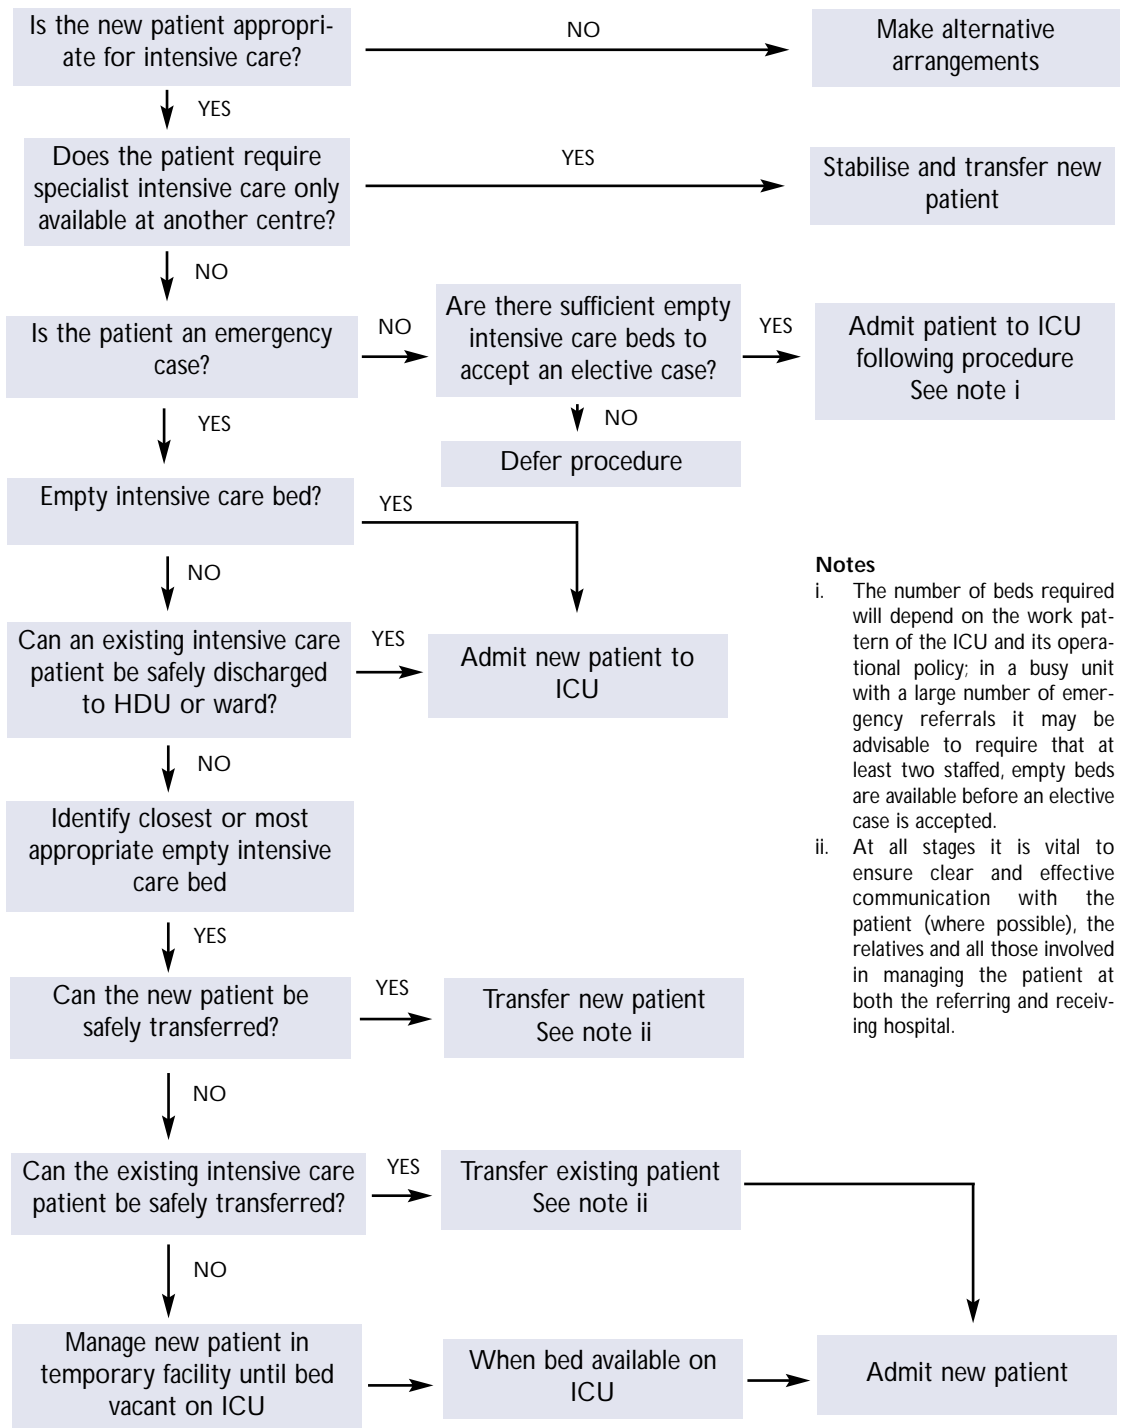 Is the new patient appropri-
ate for intensive care?
NO
Make alternative
arrangements
YES
Does the patient require
specialist intensive care only
available at another centre?
YES
Stabilise and transfer new
patient
NO
Is the patient an emergency
case?
NO
Are there sufficient empty
intensive care beds to
accept an elective case?
YES
Admit patient to ICU
following procedure
See note i
YES
NO
Defer procedure
Empty intensive care bed?
YES
NO
Can an existing intensive care
patient be safely discharged
to HDU or ward?
YES
Admit new patient to
ICU
NO
Identify closest or most
appropriate empty intensive
care bed
YES
Can the new patient be
safely transferred?
YES
Transfer new patient
See note ii
NO
Can the existing intensive care
patient be safely transferred?
YES
Transfer existing patient
See note ii
NO
Manage new patient in
temporary facility until bed
vacant on ICU
When bed available on
ICU
Admit new patient
Notes
i. The number of beds required
will depend on the work pat-
tern of the ICU and its opera-
tional policy; in a busy unit
with a large number of emer-
gency referrals it may be
advisable to require that at
least two staffed, empty beds
are available before an elective
case is accepted.
ii. At all stages it is vital to
ensure clear and effective
communication with the
patient (where possible), the
relatives and all those involved
in managing the patient at
both the referring and receiv-
ing hospital.